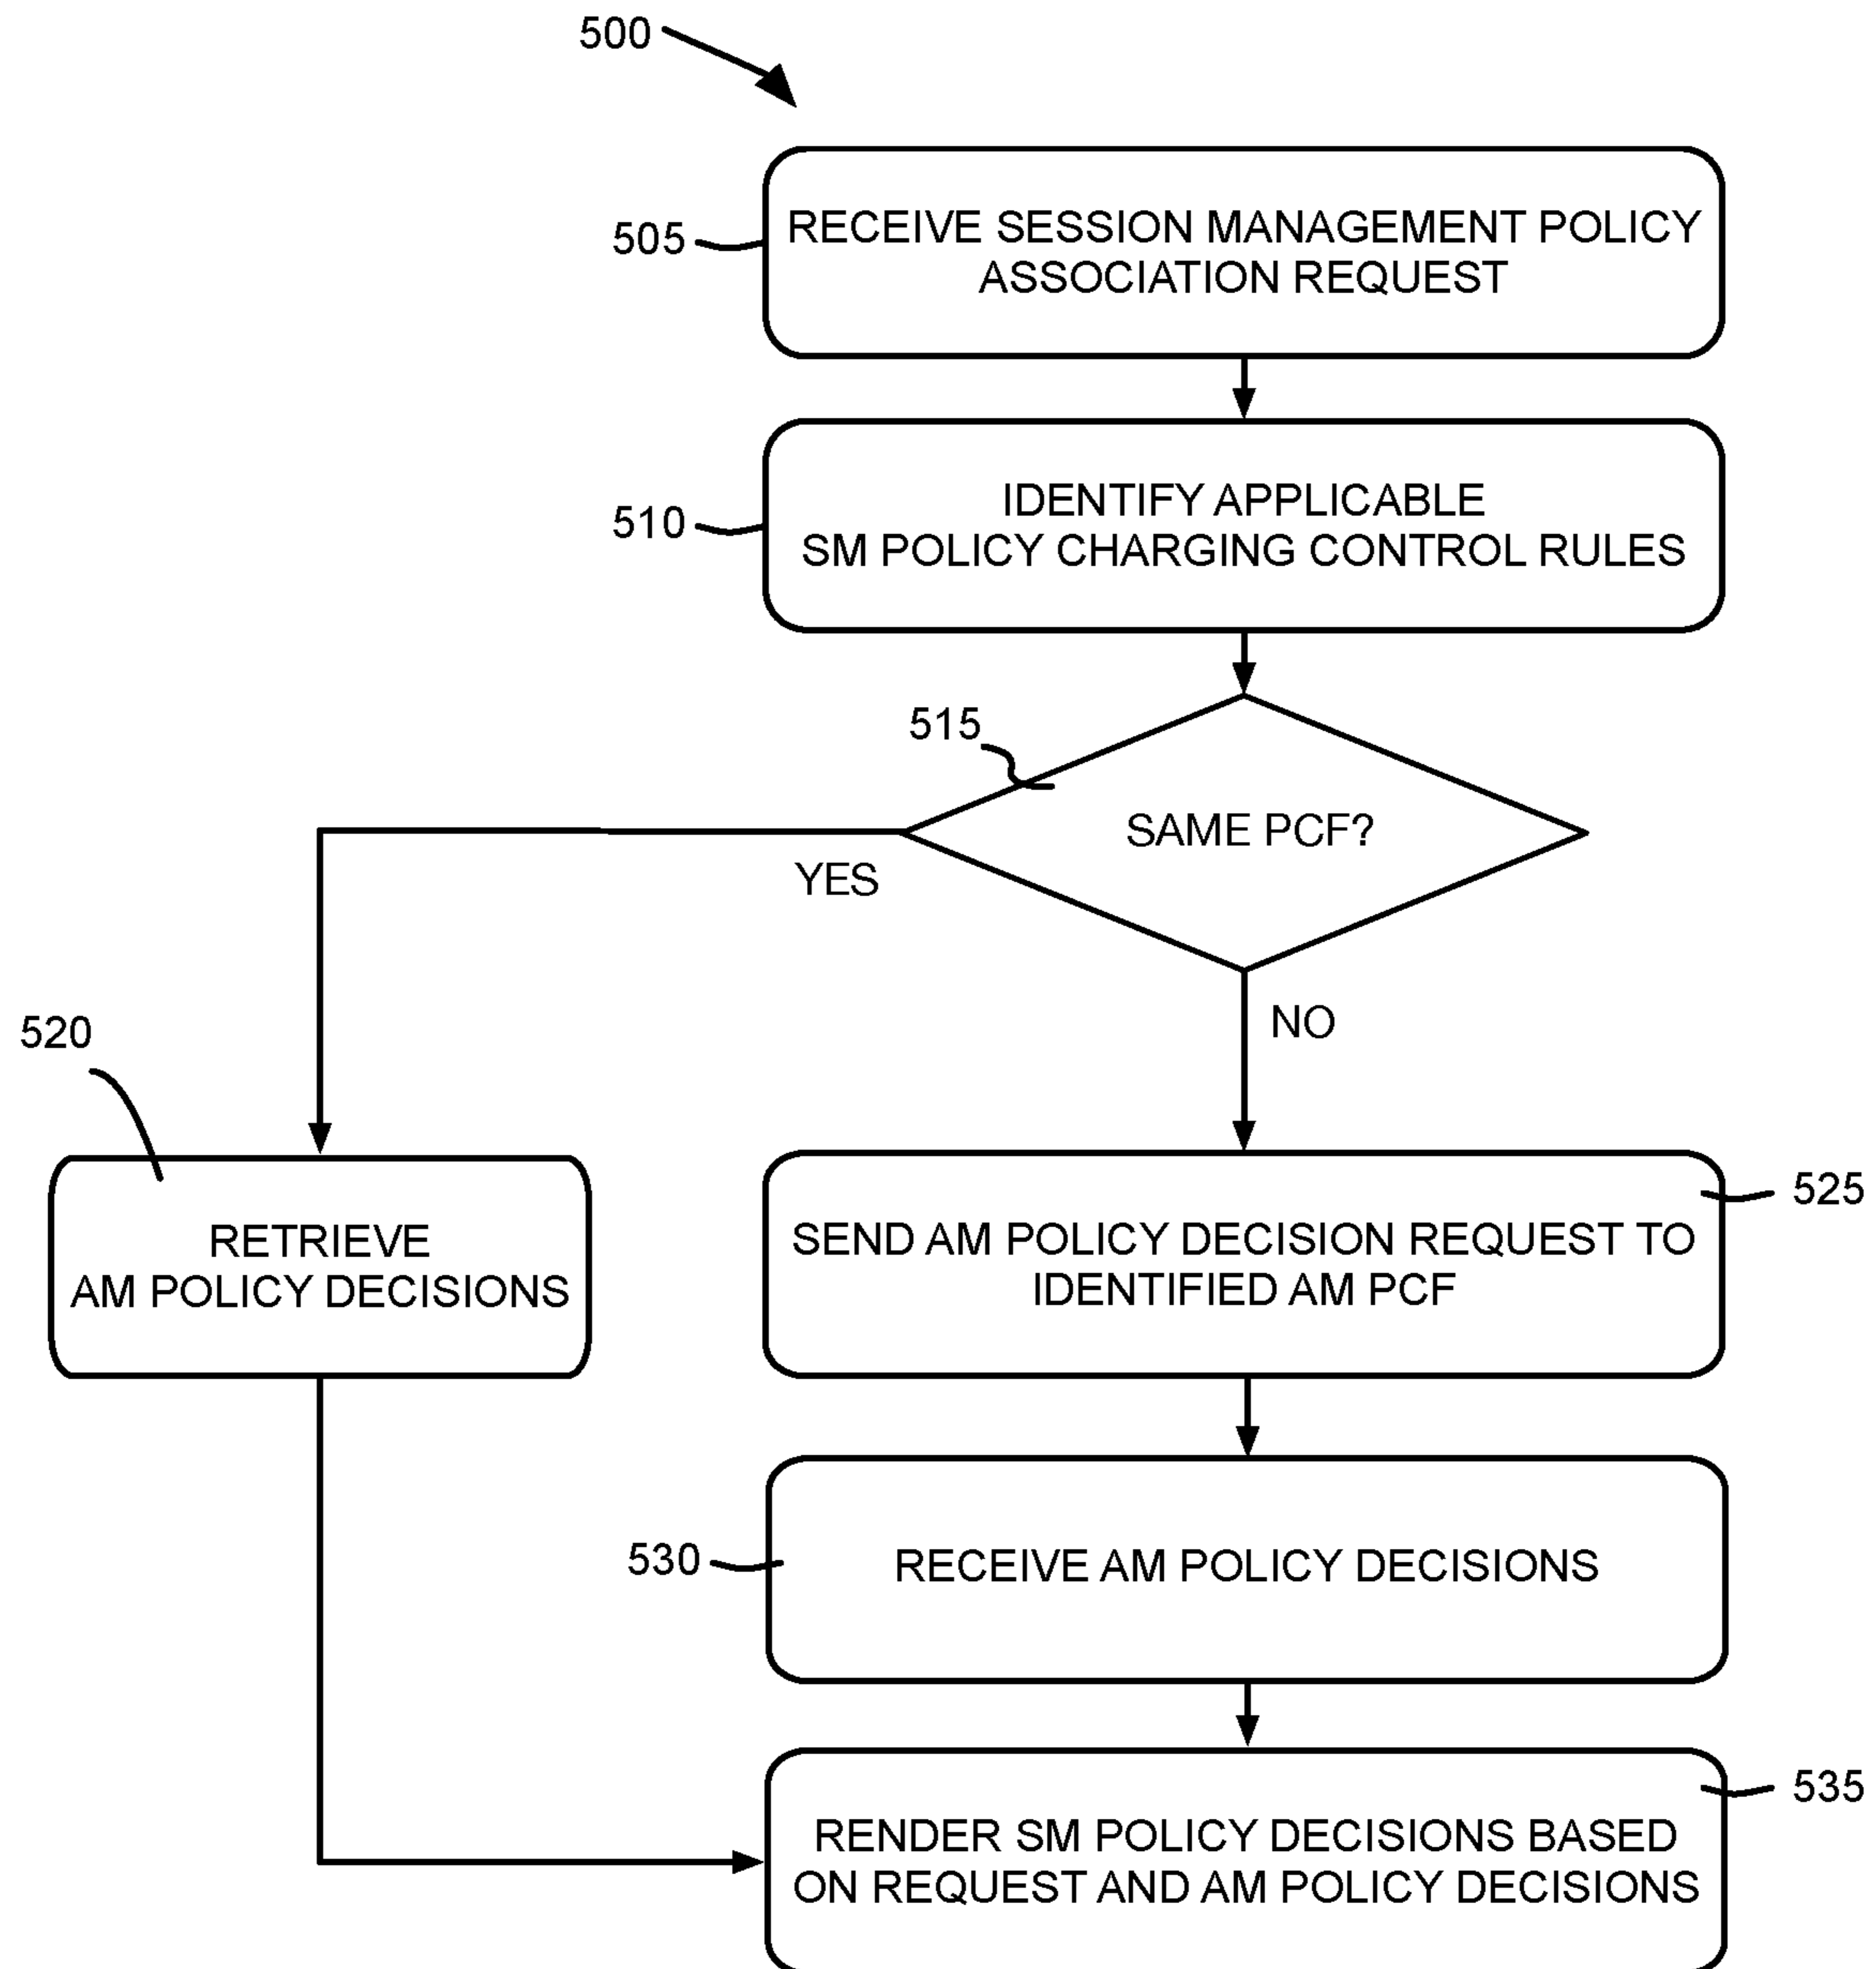 500
505
RECEIVE SESSION MANAGEMENT POLICY
ASSOCIATION REQUEST
510
IDENTIFY APPLICABLE
SM POLICY CHARGING CONTROL RULES
515
SAME PCF?
YES
NO
520
RETRIEVE
AM POLICY DECISIONS
525
SEND AM POLICY DECISION REQUEST TO
IDENTIFIED AM PCF
530
RECEIVE AM POLICY DECISIONS
535
RENDER SM POLICY DECISIONS BASED
ON REQUEST AND AM POLICY DECISIONS